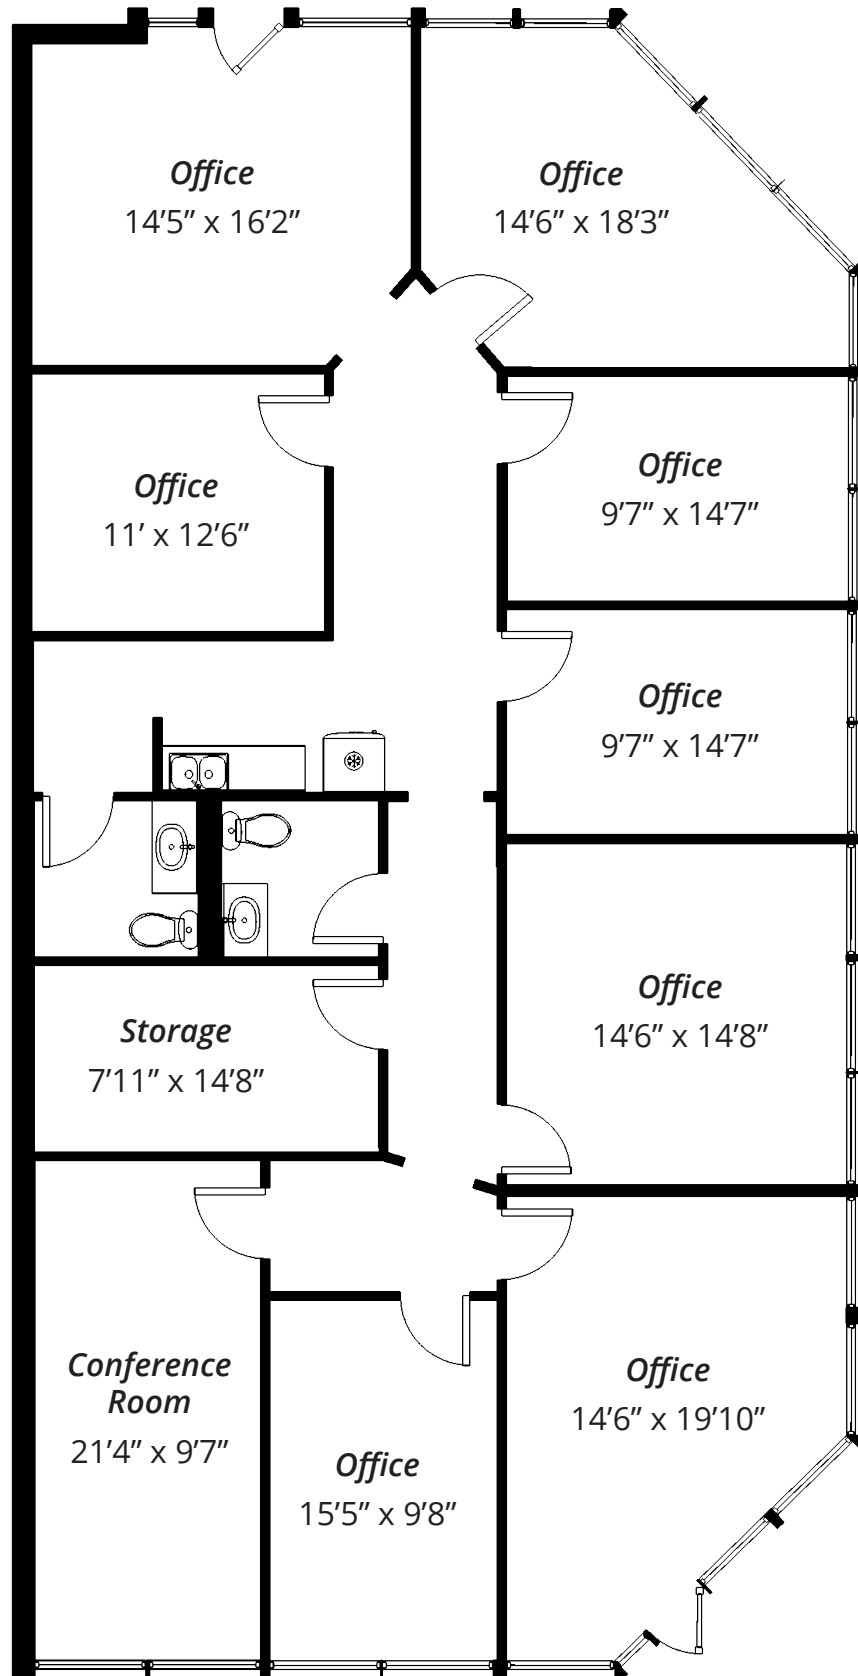 Office
14’5” x 16’2”
Office
14’6” x 18’3”
Office
11’ x 12’6”
Office
9’7” x 14’7”
Office
9’7” x 14’7”
Office
14’6” x 14’8”
Storage
7’11” x 14’8”
Conference
Room
21’4” x 9’7”
Office
15’5” x 9’8”
Office
14’6” x 19’10”